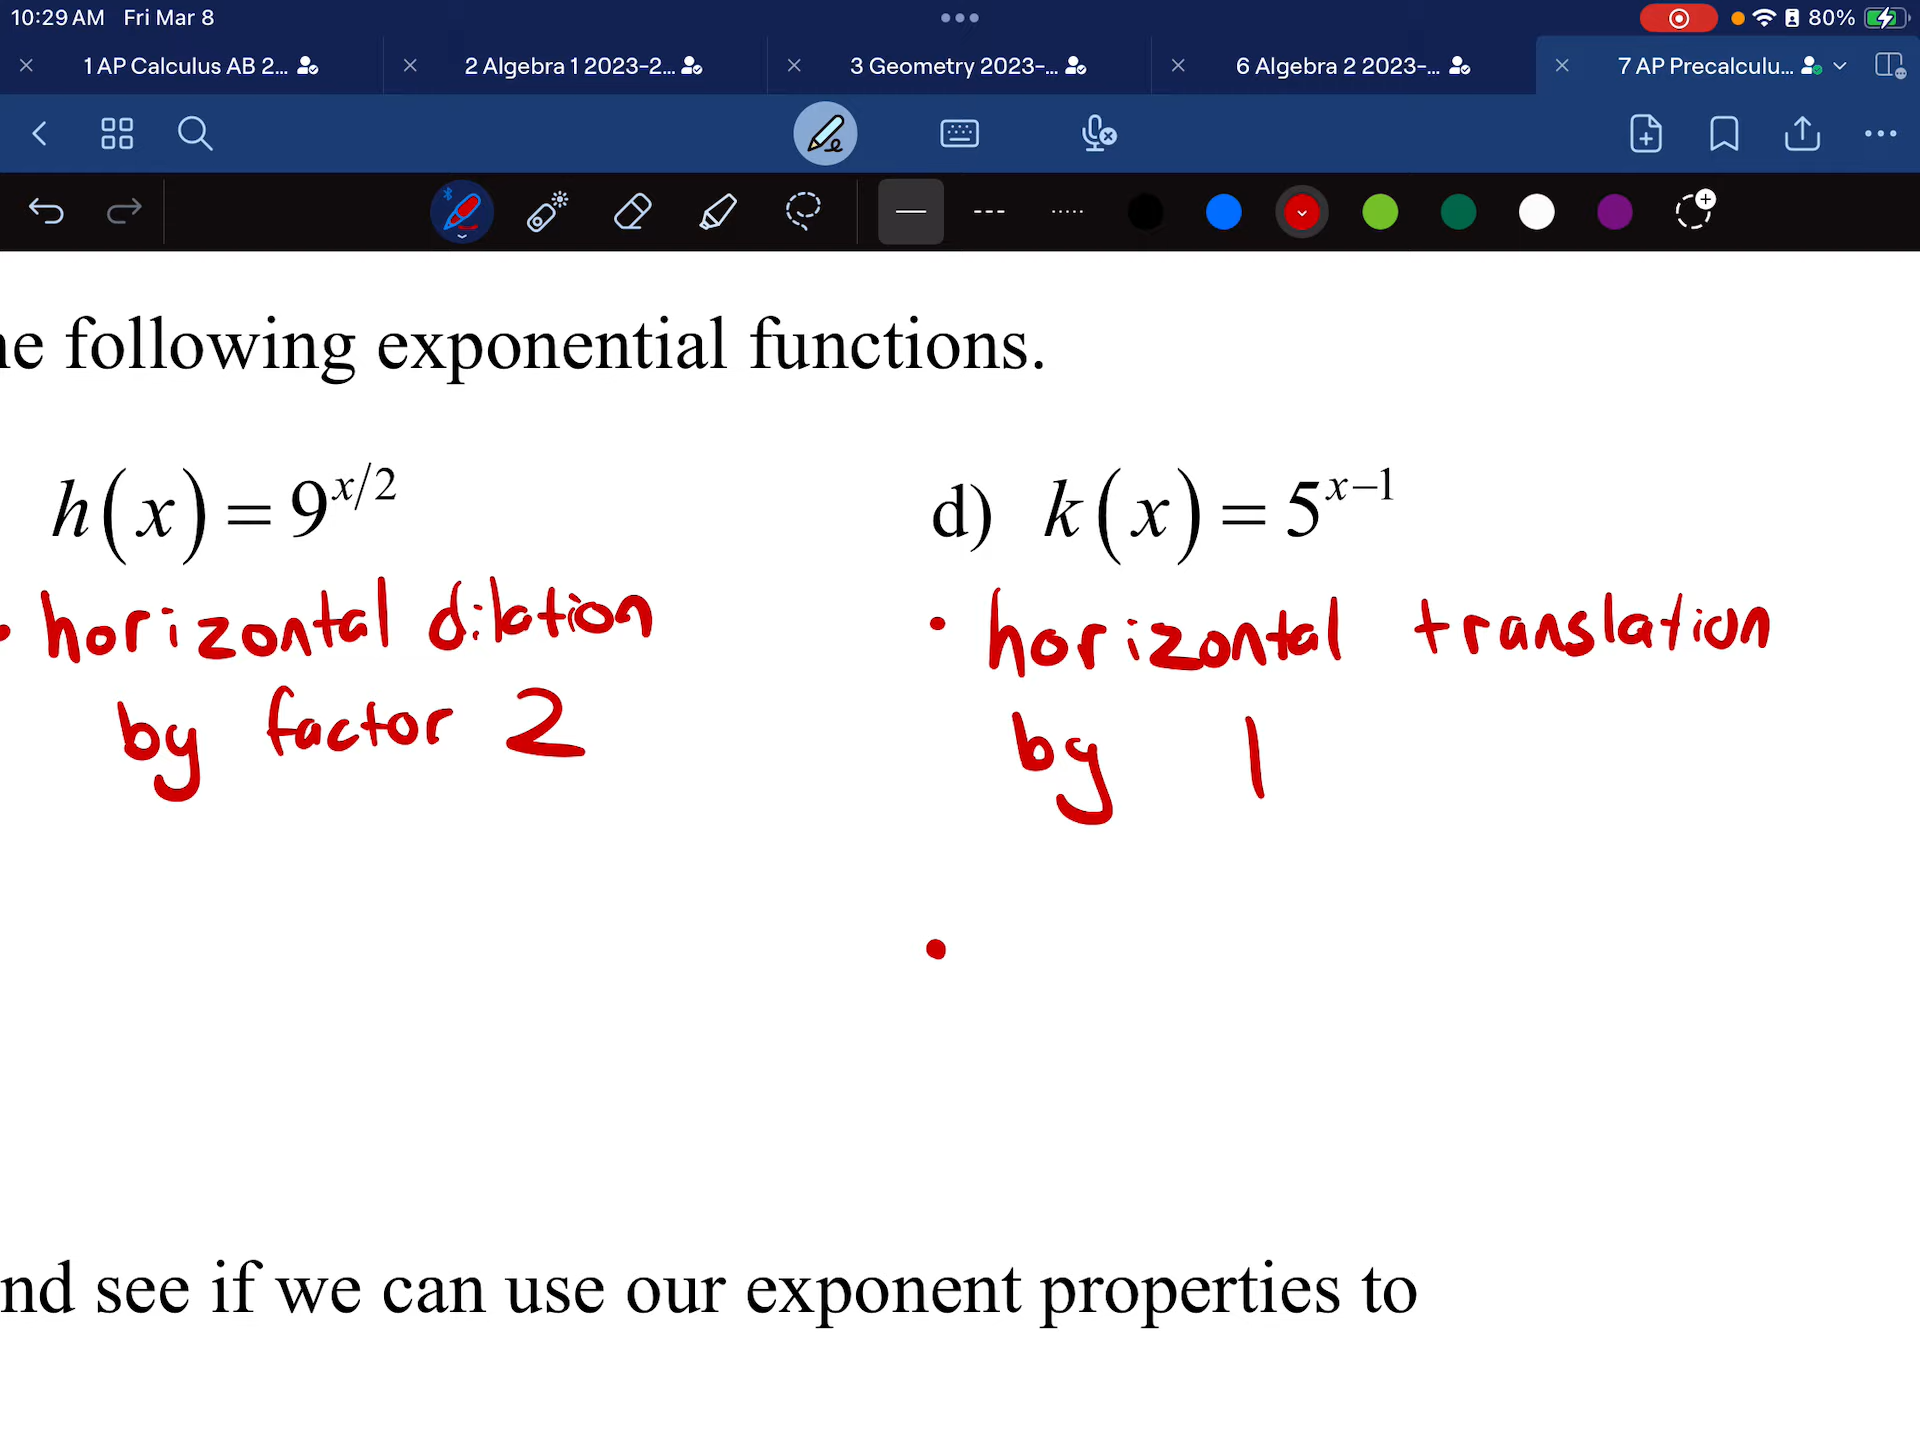 10:29 AM Fri Mar 8
80%
1 AP Calculus AB 2...
2 Algebra 1 2023-2...
3 Geometry 2023-...
6 Algebra 2 2023-...
7 AP Precalculu...
he following exponential functions.
h(x) = 9^{x/2}
d) k(x) = 5^{x−1}
• horizontal dilation
by factor 2
• horizontal translation
by 1
•
nd see if we can use our exponent properties to